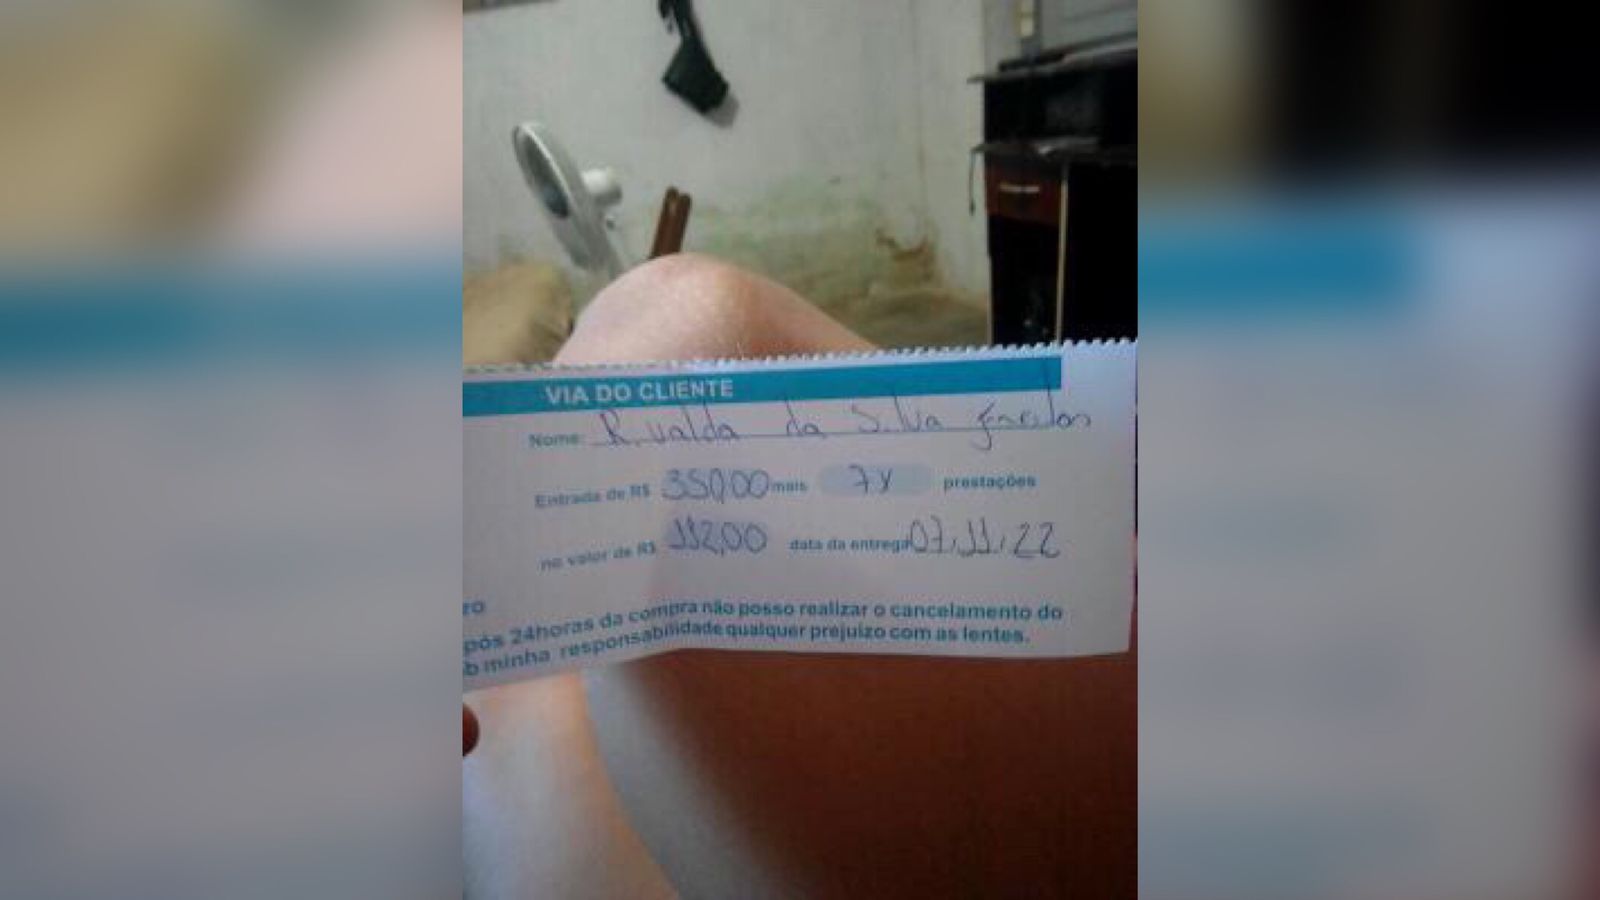 VIA DO CLIENTE
Nome: Rivalda da Silva
Entrada de R$ 350,00 mais 7x prestações
no valor de R$ 112,00 data da entrega 07,11,22
zo
pós 24horas da compra não posso realizar o cancelamento do
b minha responsabilidade qualquer prejuizo com as lentes.